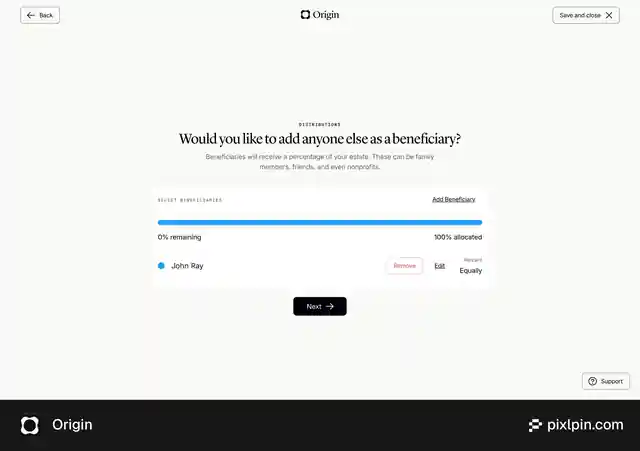 Back
Origin
Save and close
DISTRIBUTIONS
Would you like to add anyone else as a beneficiary?
Beneficiaries will receive a percentage of your estate. These can be family
members, friends, and even nonprofits.
SELECT BENEFICIARIES
Add Beneficiary
0% remaining
100% allocated
John Ray
Remove
Edit
Percent
Equally
Next
Support
Origin
pixlpin.com